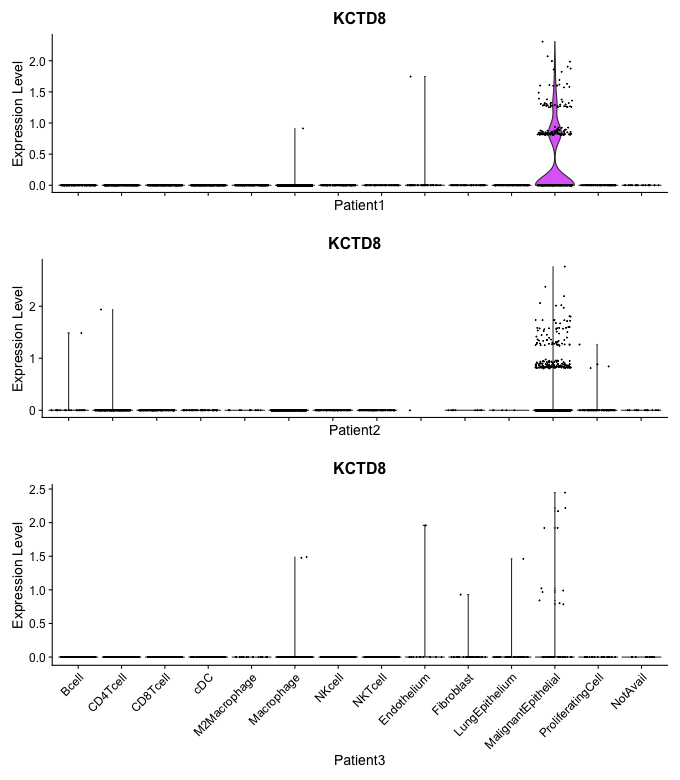 KCTD8
Expression Level
2.0
1.5
1.0
0.5
0.0
Patient1
KCTD8
Expression Level
2
1
0
Patient2
KCTD8
Expression Level
2.5
2.0
1.5
1.0
0.5
0.0
Bcell
CD4Tcell
CD8Tcell
cDC
M2Macrophage
Macrophage
NKcell
NKTcell
Endothelium
Fibroblast
LungEpithelium
MalignantEpithelial
ProliferatingCell
NotAvail
Patient3